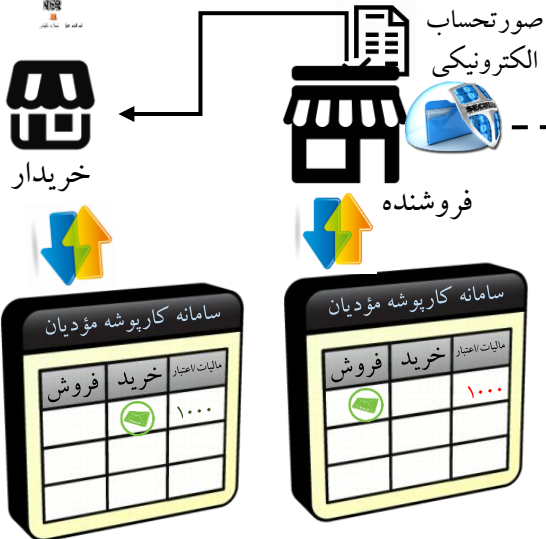 صورتحساب
الکترونیکی
خریدار
فروشنده
سامانه کارپوشه مؤدیان
مالیات/اعتبار خرید فروش
۱۰۰۰
سامانه کارپوشه مؤدیان
مالیات/اعتبار خرید فروش
۱۰۰۰